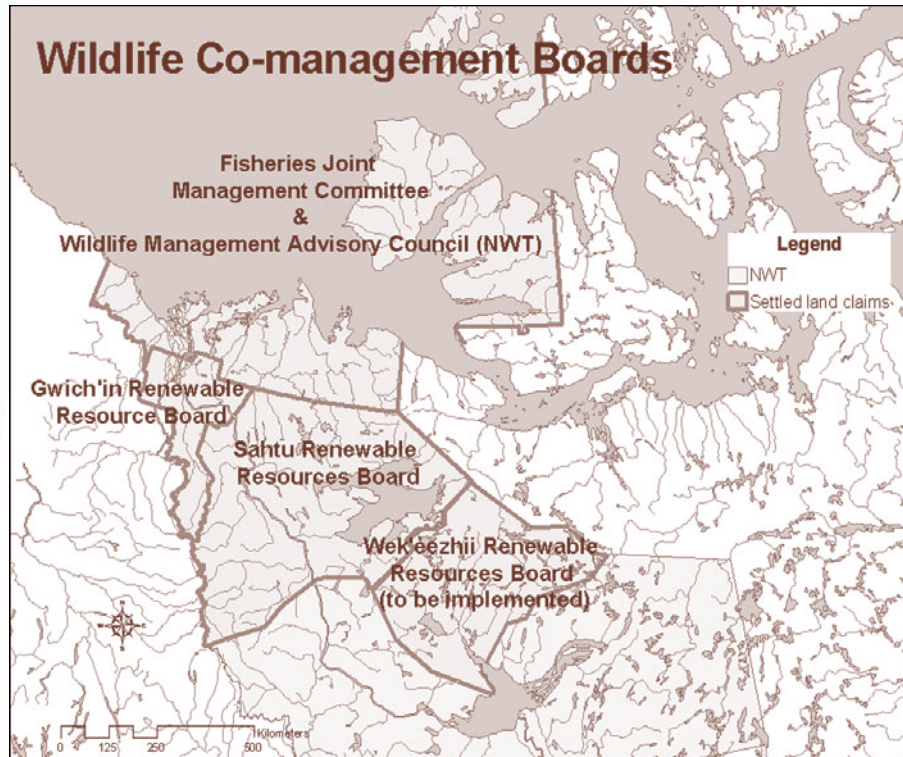 Wildlife Co-management Boards
Fisheries Joint
Management Committee
&
Wildlife Management Advisory Council (NWT)
Legend
NWT
Settled land claims
Gwich'in Renewable
Resource Board
Sahtu Renewable
Resources Board
Wek'èezhii Renewable
Resources Board
(to be implemented)
Kilometers
0 125 250 500